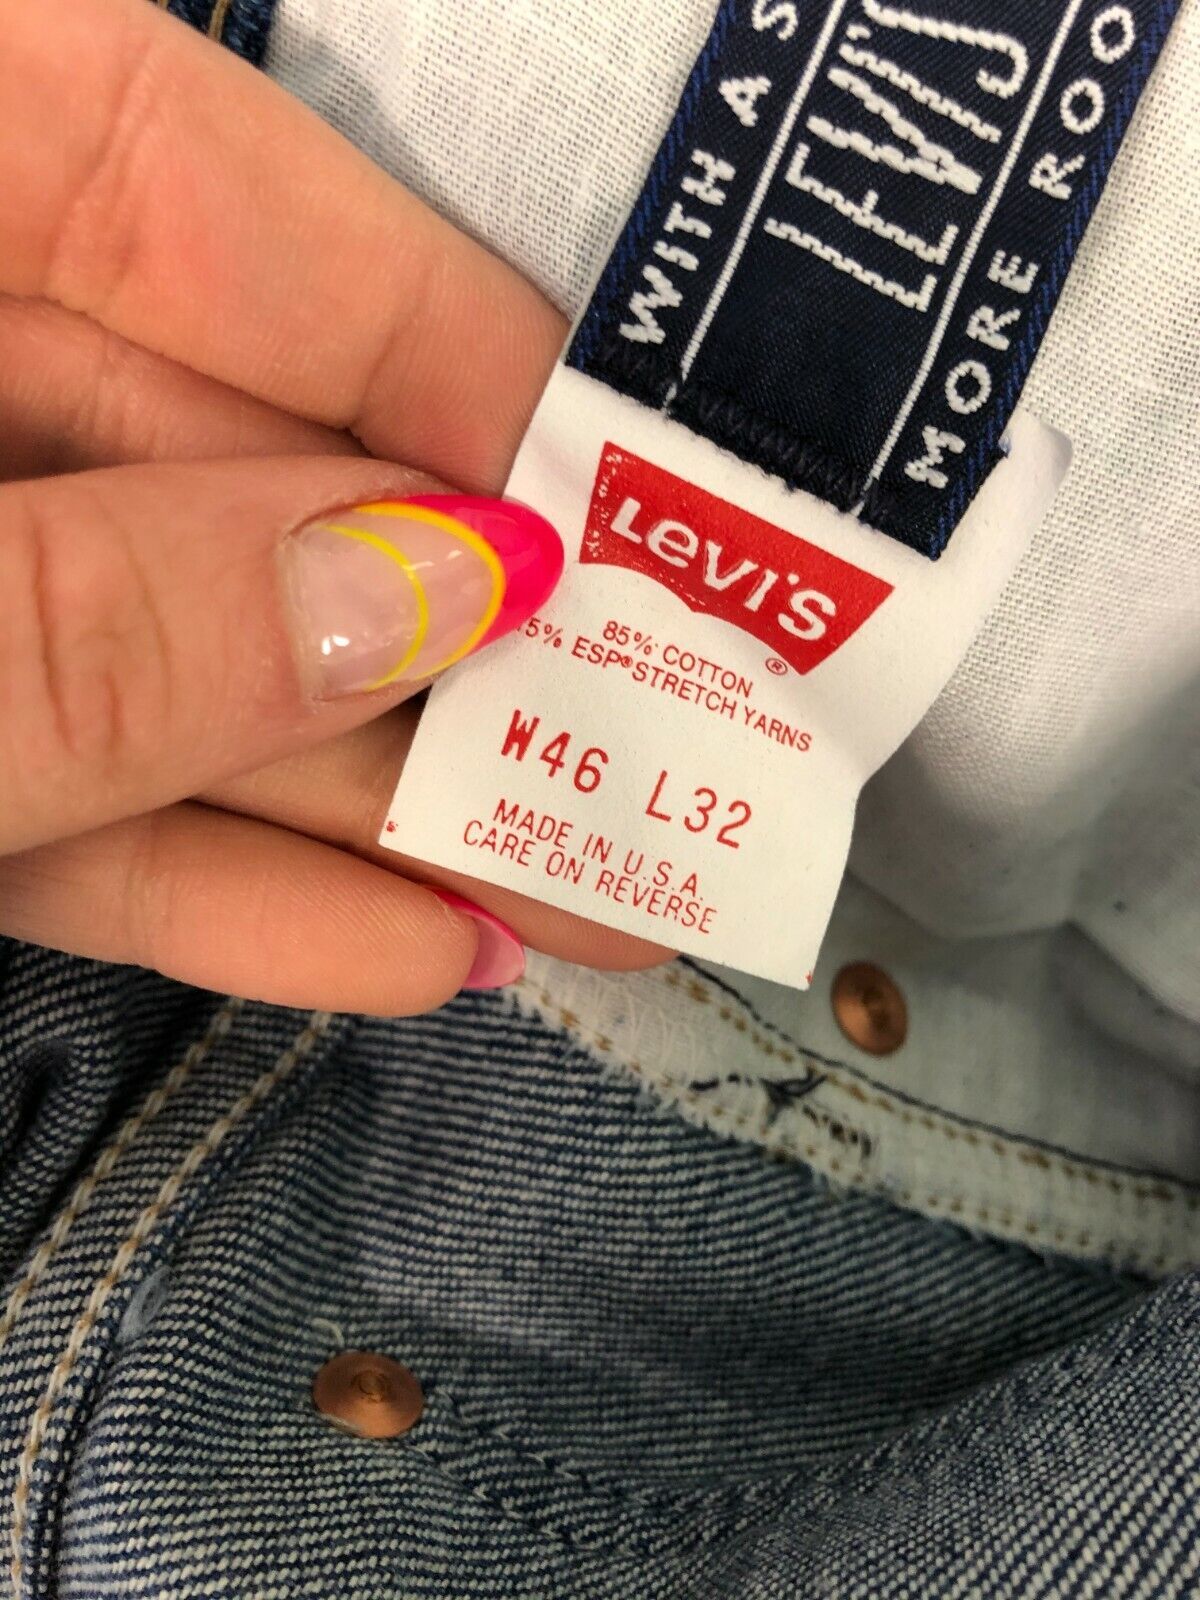 WITH A S
LEVI'S
MORE ROO
Levi's
®
85% COTTON
15% ESP® STRETCH YARNS
W46 L32
MADE IN U.S.A.
CARE ON REVERSE